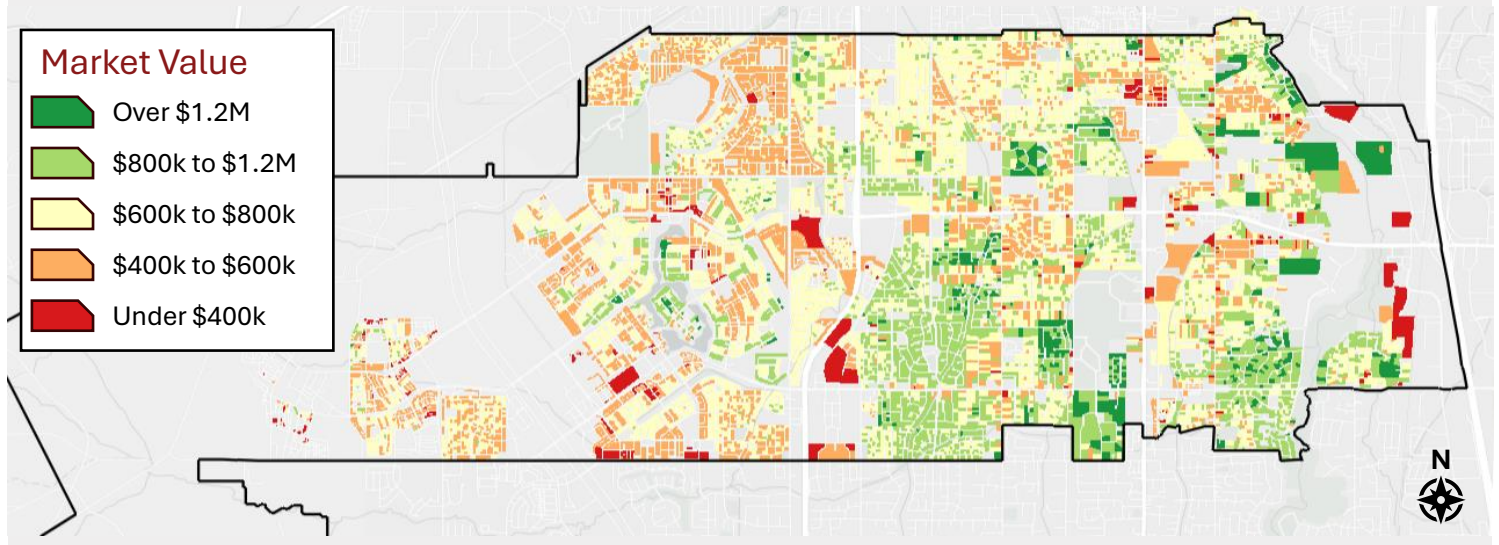 Market Value
Over $1.2M
$800k to $1.2M
$600k to $800k
$400k to $600k
Under $400k
N